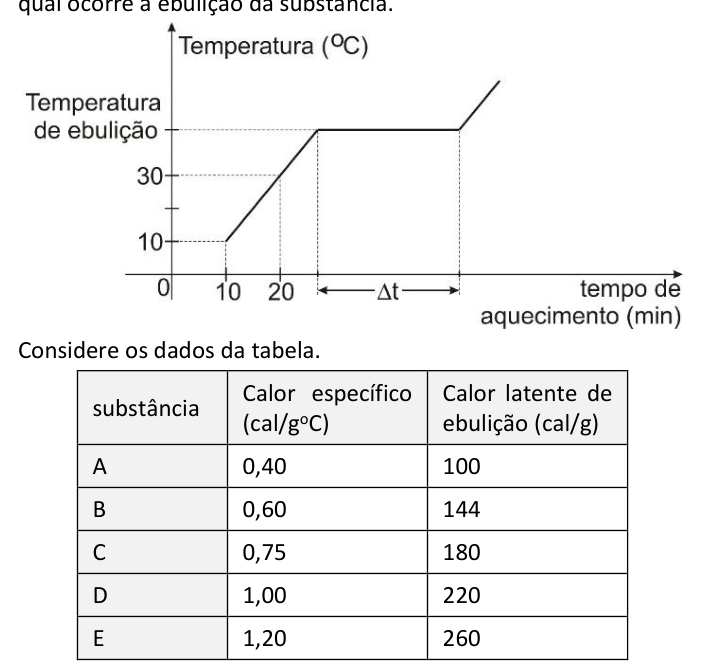 qual ocorre a ebulição da substância.
Temperatura (ºC)
Temperatura
de ebulição
30
10
0
10 20
Δt
tempo de
aquecimento (min)
Considere os dados da tabela.
substância
Calor específico
(cal/gºC)
Calor latente de
ebulição (cal/g)
A 0,40 100
B 0,60 144
C 0,75 180
D 1,00 220
E 1,20 260